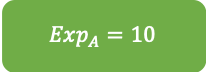 Exp_A = 10